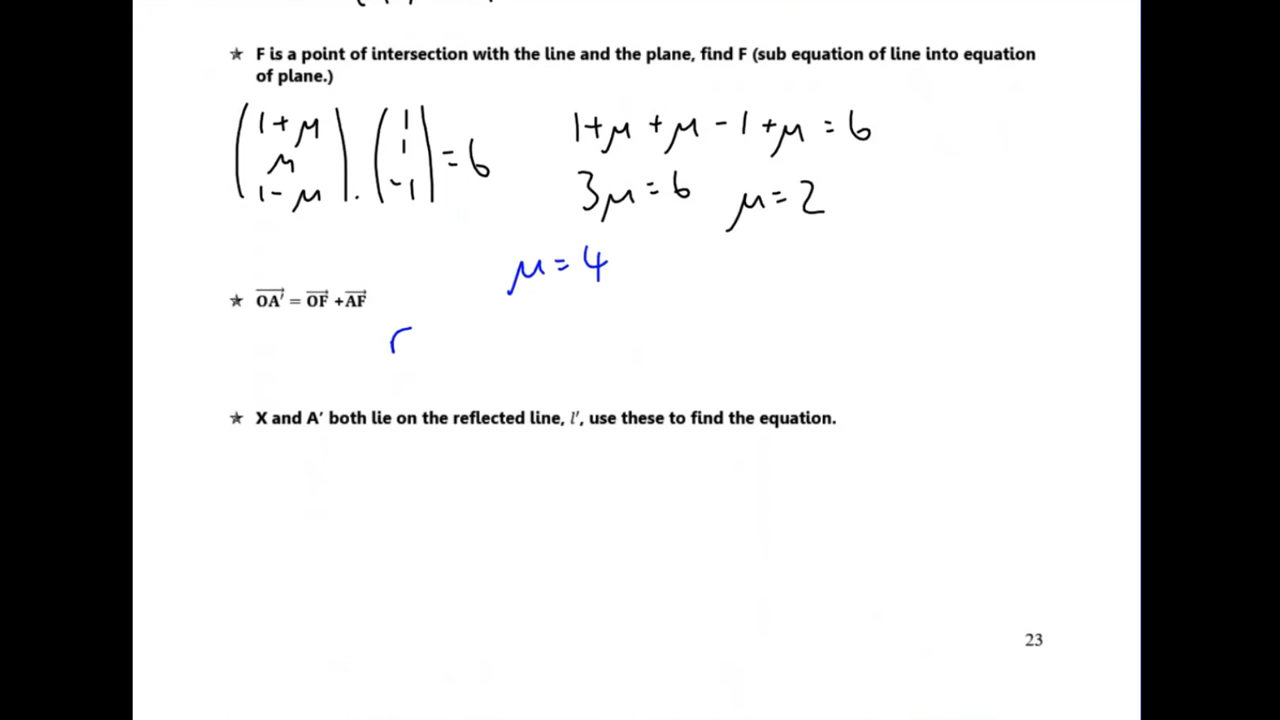 ★ F is a point of intersection with the line and the plane, find F (sub equation of line into equation
of plane.)
(1+μ, μ, 1-μ) . (1, 1, -1) = 6
1+μ +μ -1 +μ = 6
3μ = 6 μ = 2
μ = 4
★ OA' = OF +AF
r
★ X and A′ both lie on the reflected line, l′, use these to find the equation.
23